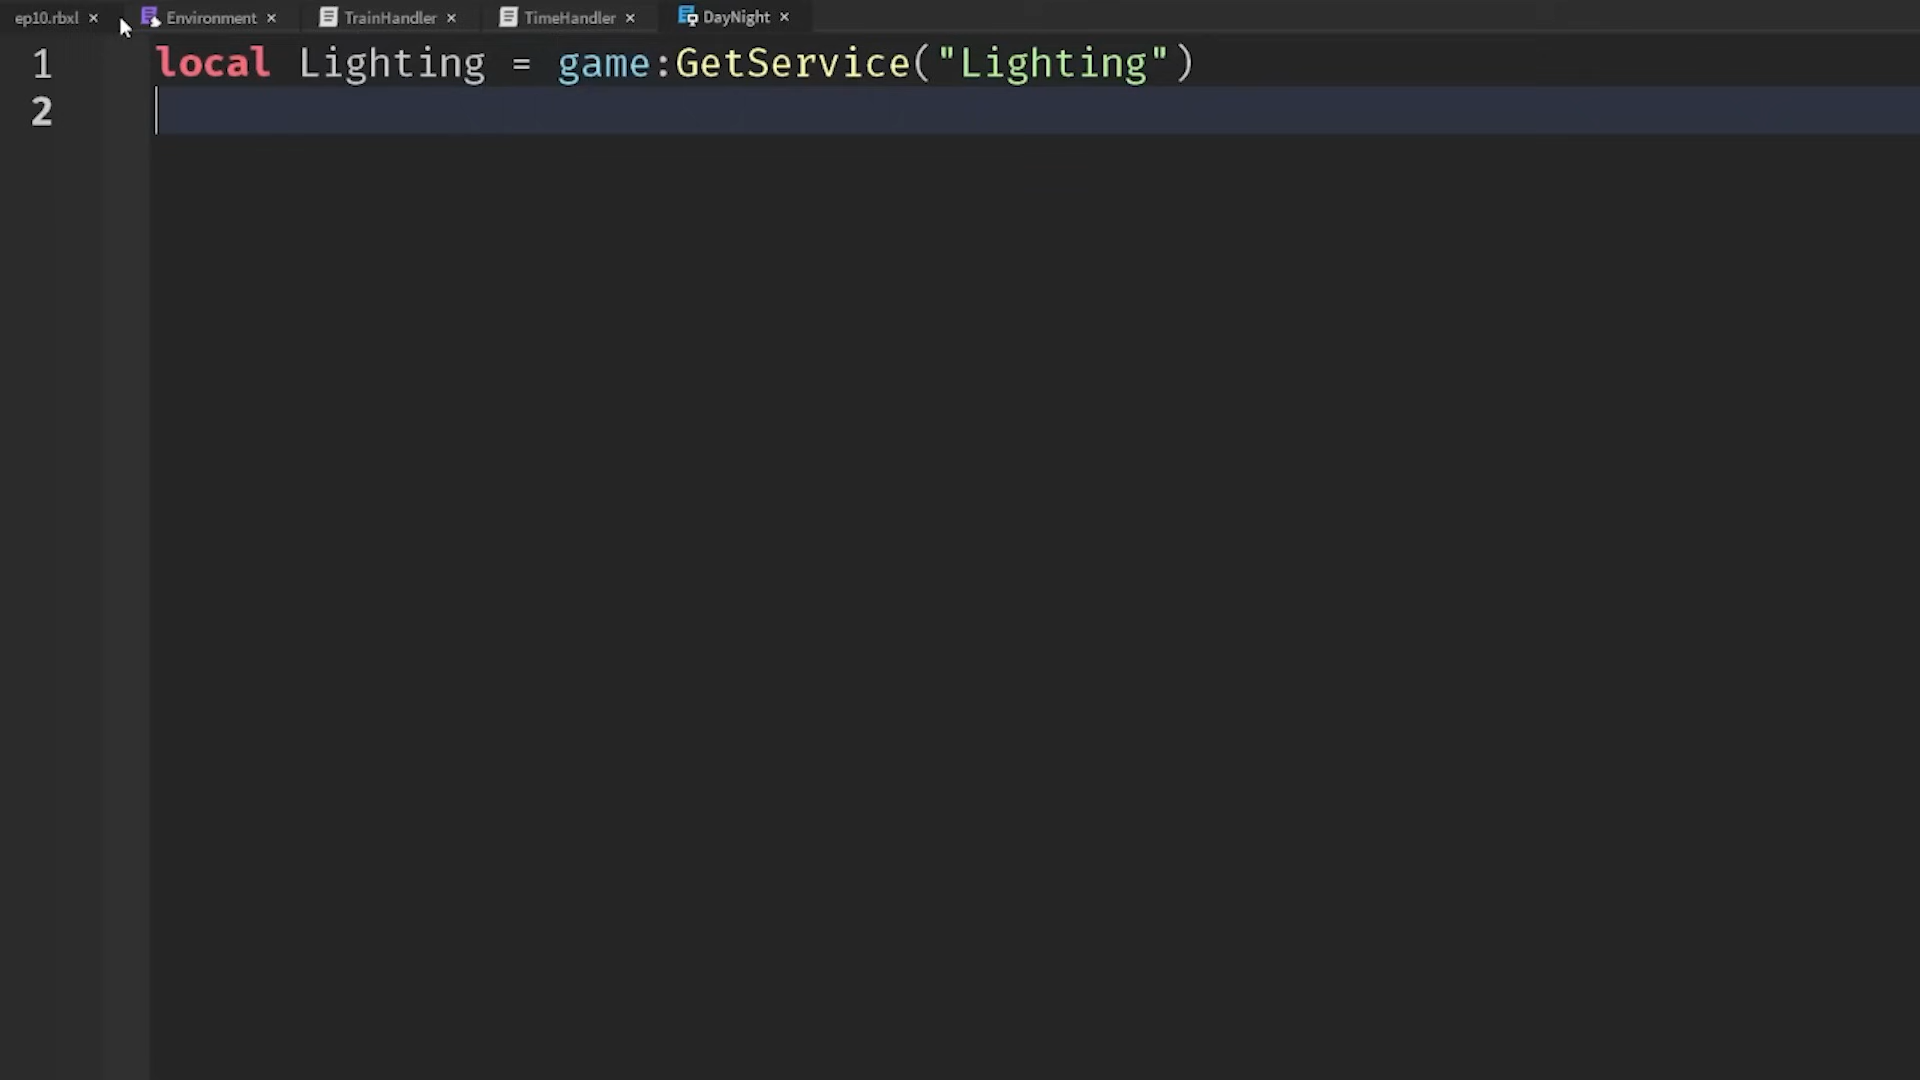 ep10.rbxl × Environment × TrainHandler × TimeHandler × DayNight ×
1 local Lighting = game:GetService("Lighting")
2